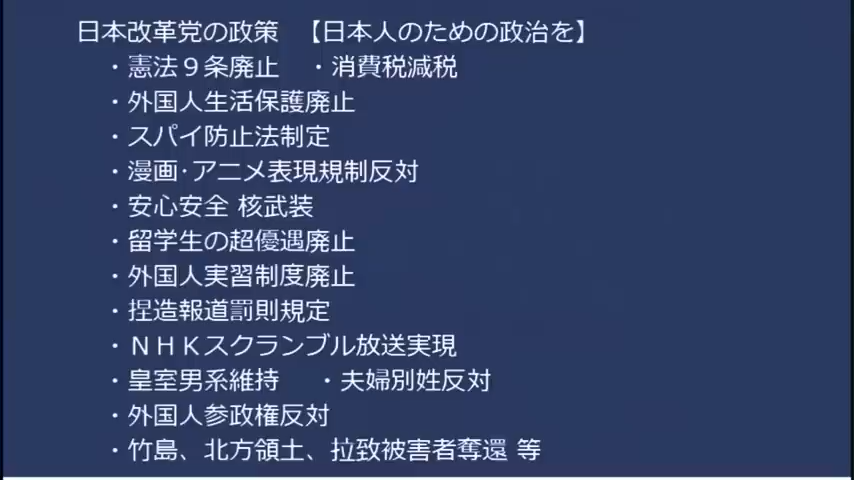 日本改革党の政策　【日本人のための政治を】
・憲法９条廃止　・消費税減税
・外国人生活保護廃止
・スパイ防止法制定
・漫画･アニメ表現規制反対
・安心安全 核武装
・留学生の超優遇廃止
・外国人実習制度廃止
・捏造報道罰則規定
・ＮＨＫスクランブル放送実現
・皇室男系維持　・夫婦別姓反対
・外国人参政権反対
・竹島、北方領土、拉致被害者奪還 等